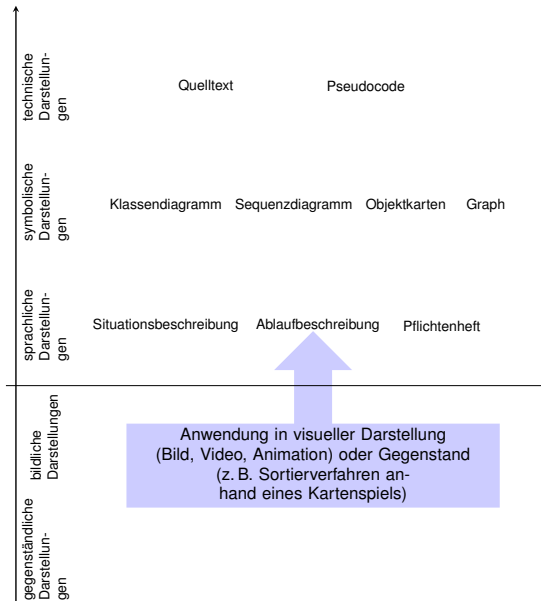 technische
Darstellun-
gen
Quelltext
Pseudocode
symbolische
Darstellun-
gen
Klassendiagramm
Sequenzdiagramm
Objektkarten
Graph
sprachliche
Darstellun-
gen
Situationsbeschreibung
Ablaufbeschreibung
Pflichtenheft
bildliche
Darstellungen
Anwendung in visueller Darstellung
(Bild, Video, Animation) oder Gegenstand
(z. B. Sortierverfahren an-
hand eines Kartenspiels)
gegenständliche
Darstellun-
gen